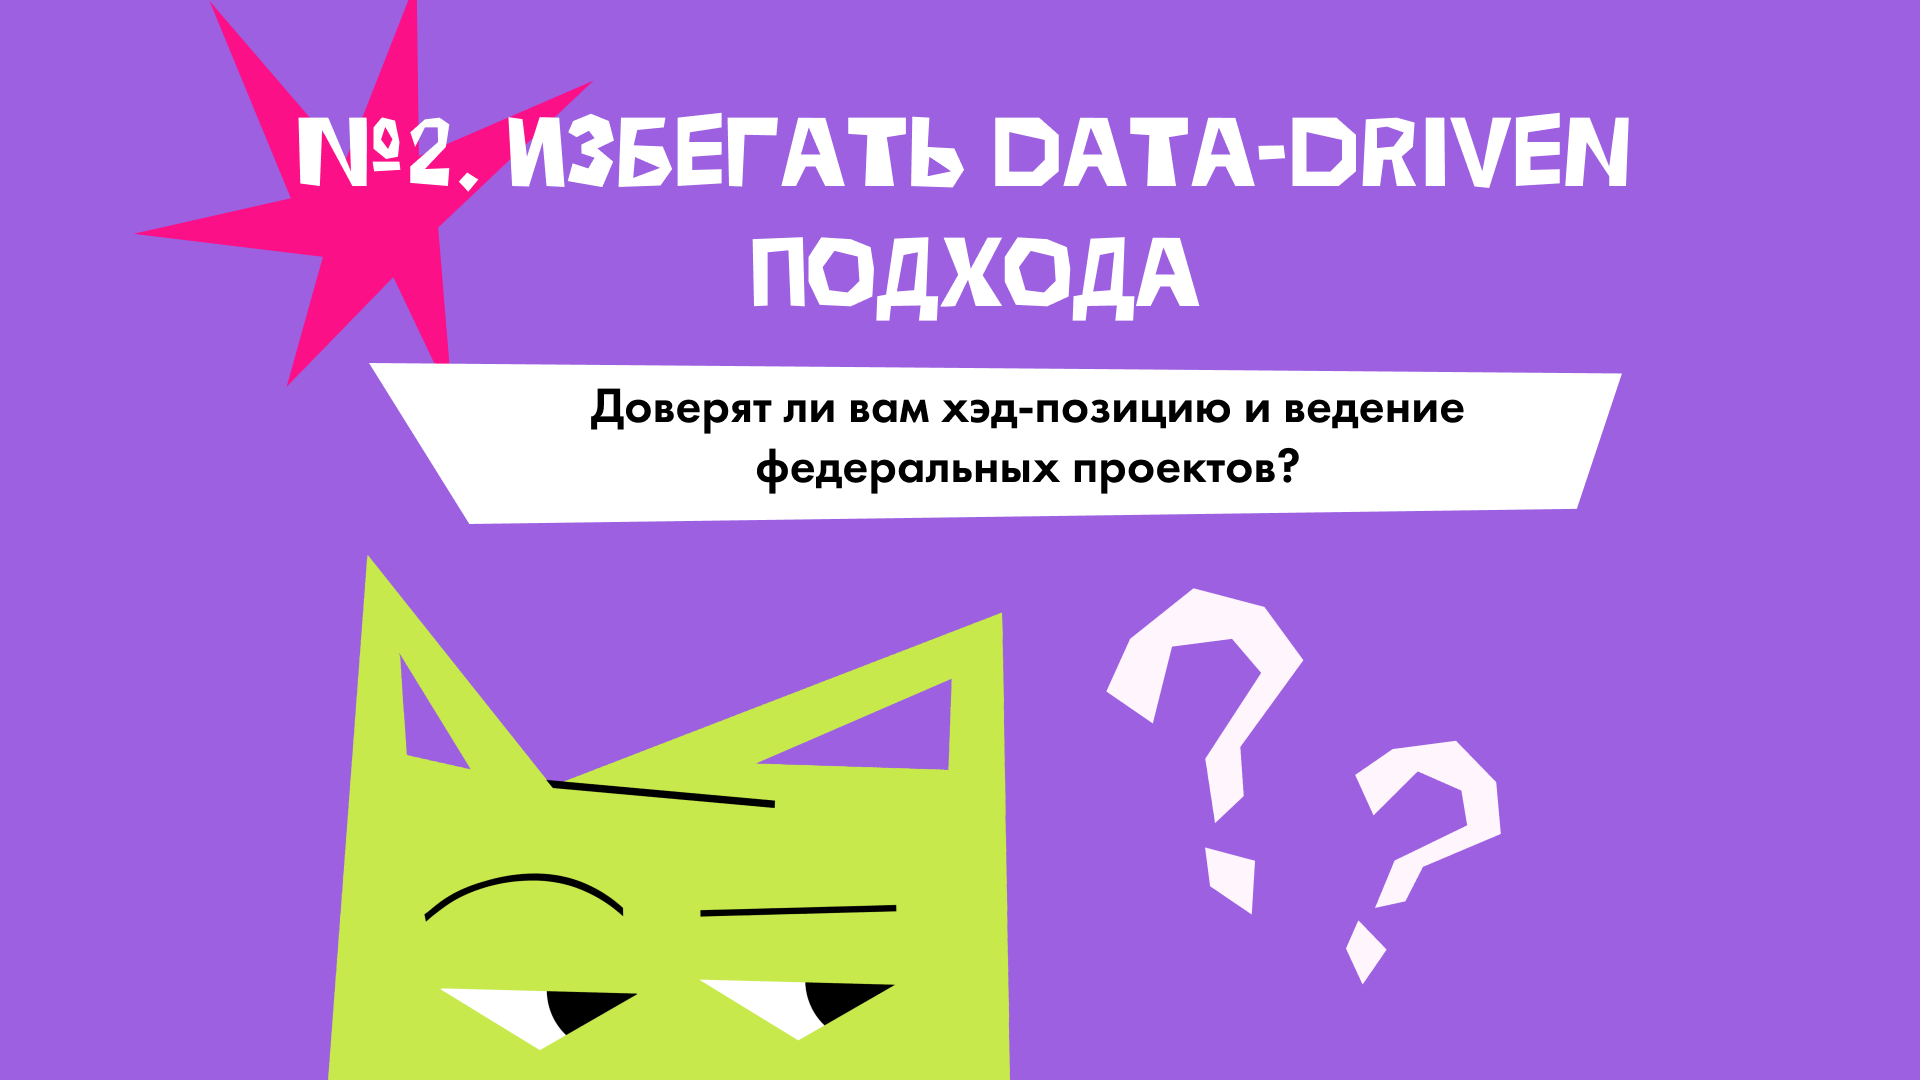 №2. ИЗБЕГАТЬ DATA-DRIVEN
ПОДХОДА
Доверят ли вам хэд-позицию и ведение
федеральных проектов?
? ?